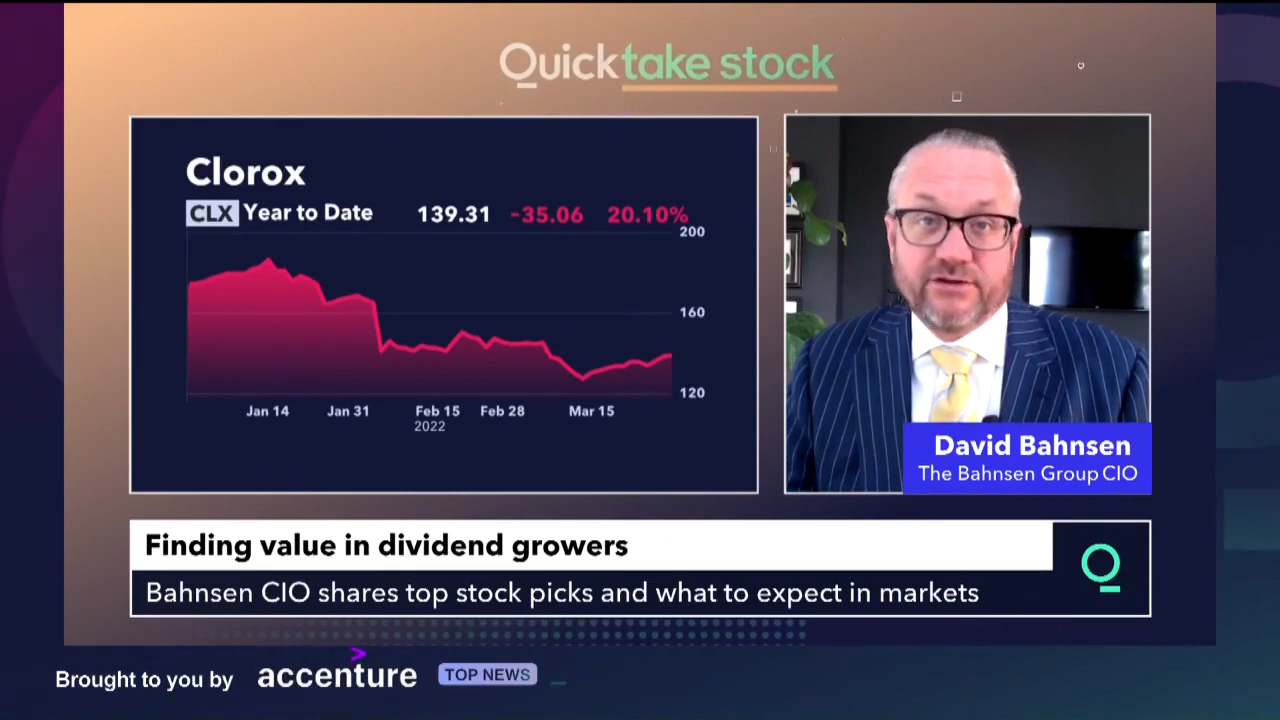 Quicktake stock
Clorox
CLX Year to Date 139.31 -35.06 20.10%
200
160
120
Jan 14 Jan 31 Feb 15 Feb 28 Mar 15
2022
David Bahnsen
The Bahnsen Group CIO
Finding value in dividend growers
Bahnsen CIO shares top stock picks and what to expect in markets
Brought to you by accenture TOP NEWS